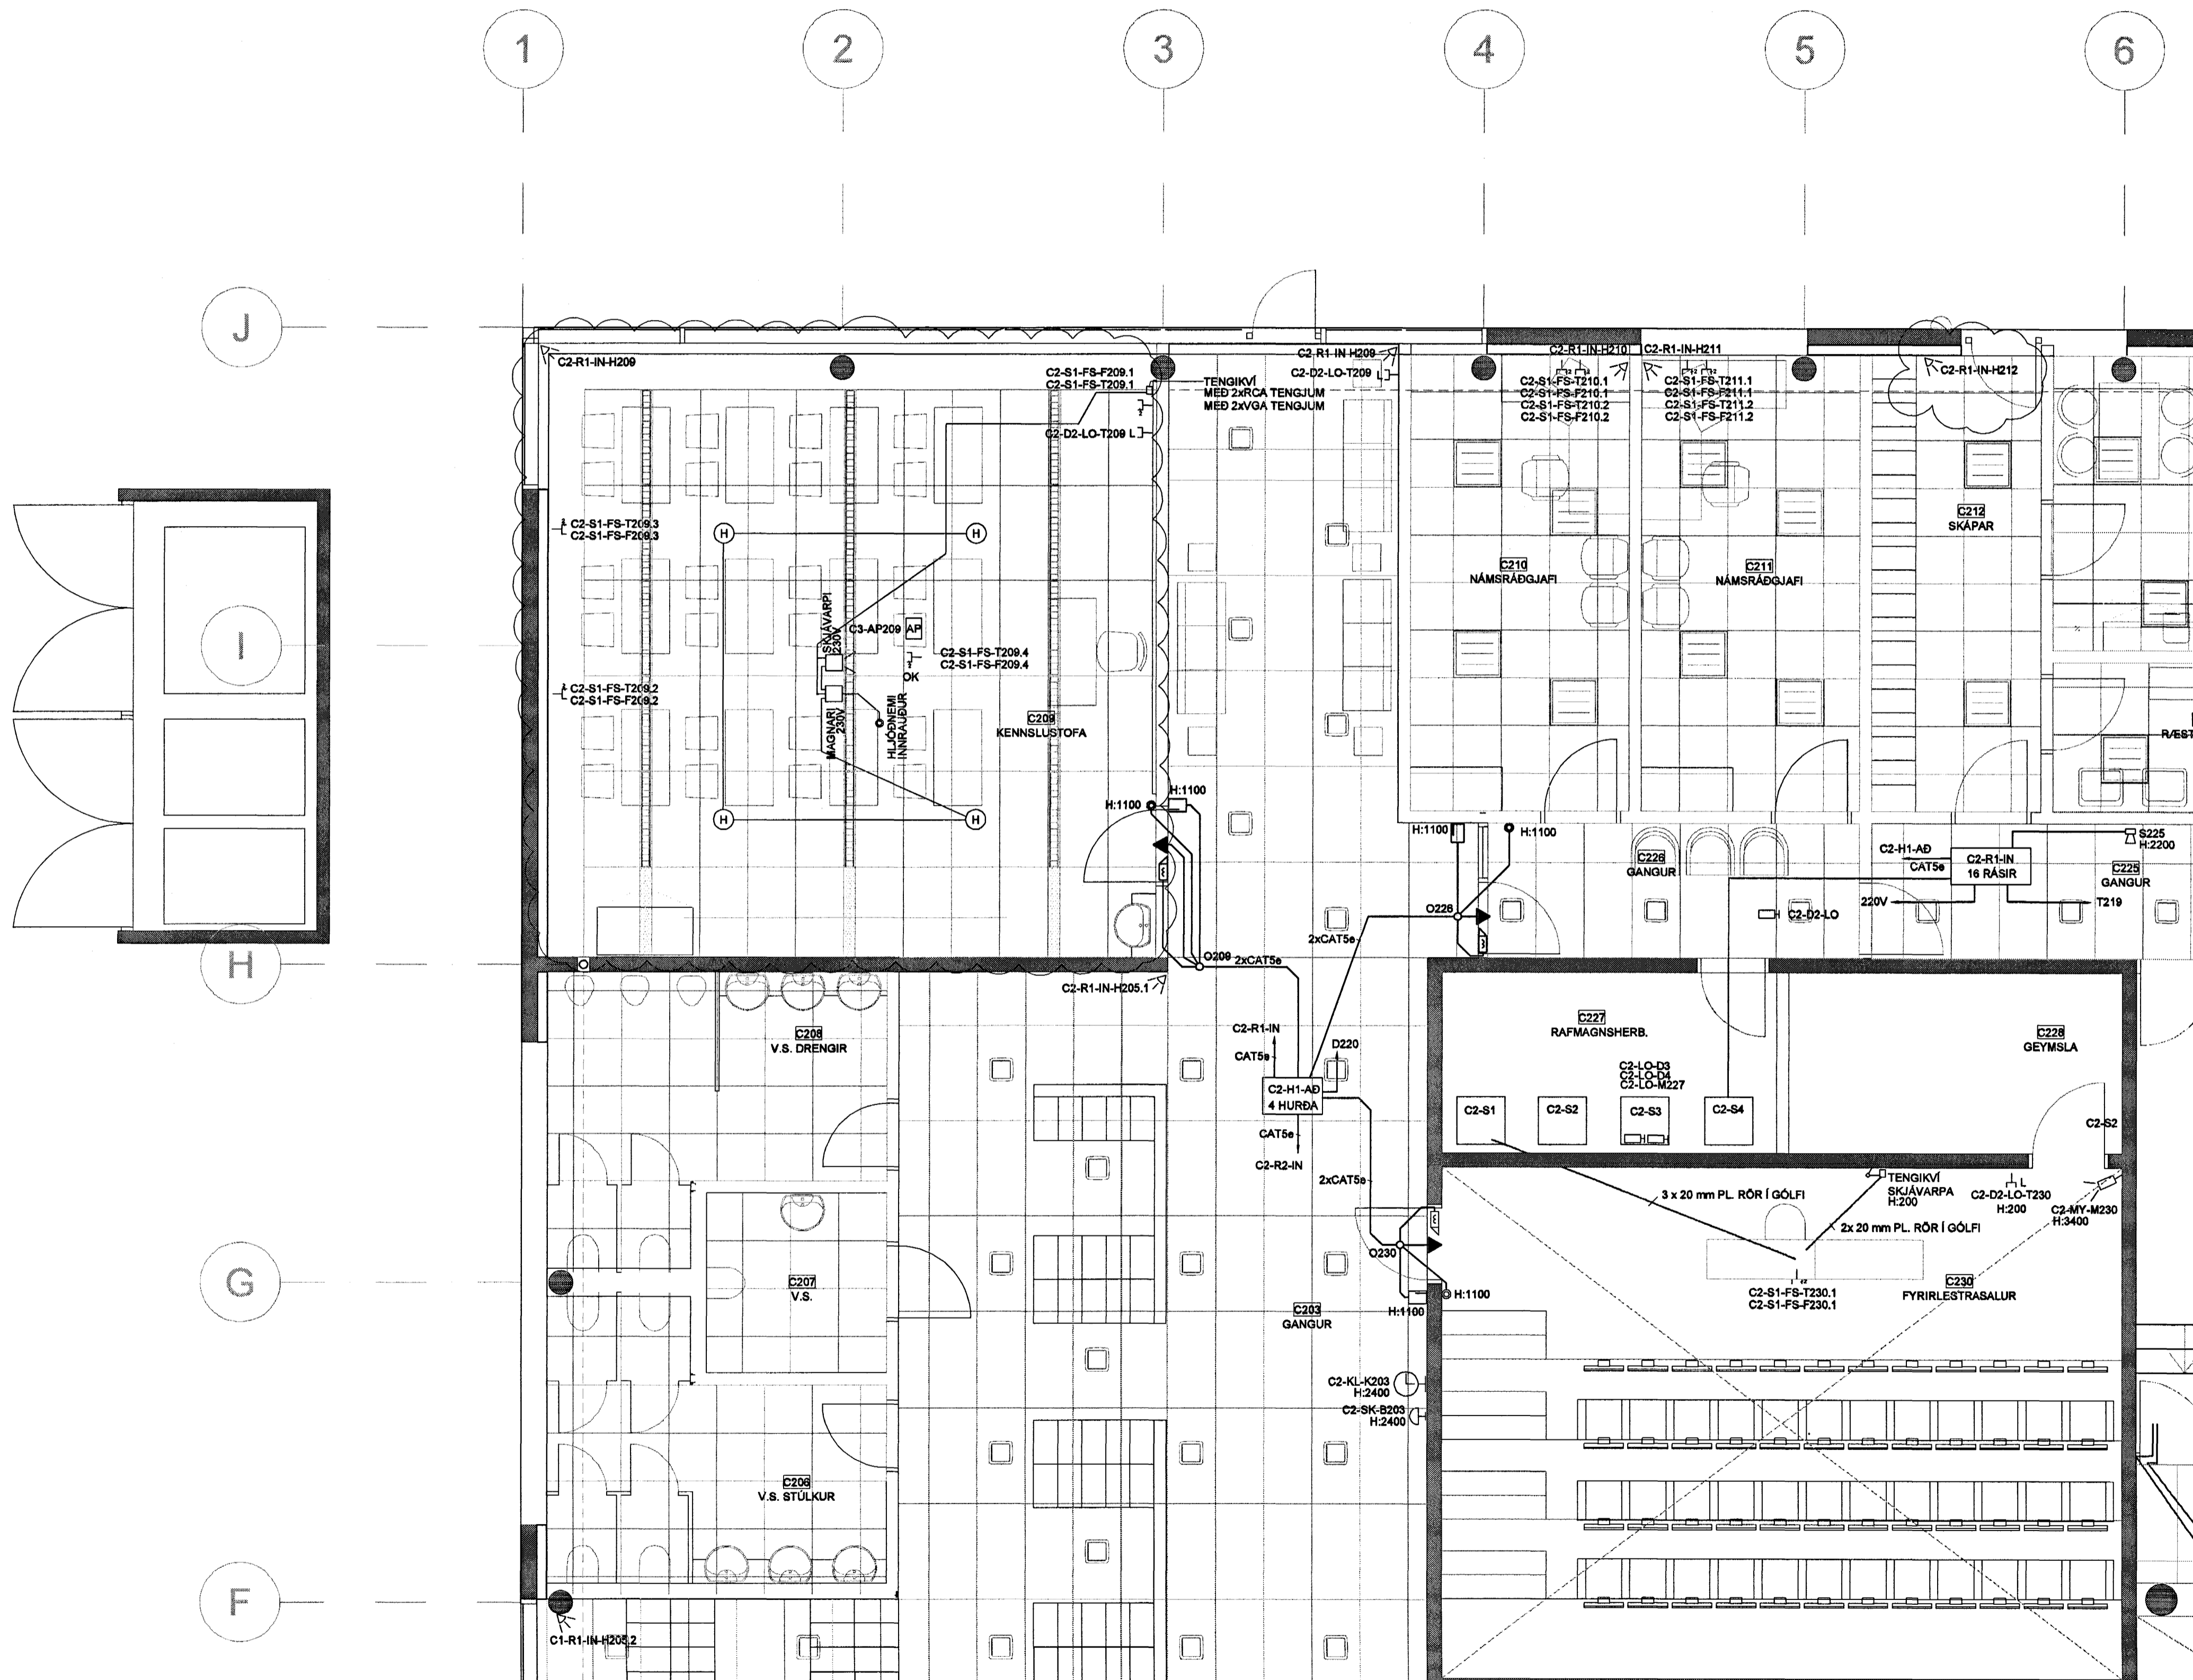 1
2
3
4
5
6
J
I
H
G
F
C2-R1-IN-H209
C2-S1-FS-F209.1
C2-S1-FS-T209.1
TENGIKVÍ
MEÐ 2xRCA TENGJUM
MEÐ 2xVGA TENGJUM
C2-D2-LO-T209 L
C2-R1-IN-H209
C2-D2-LO-T209 L
C2-R1-IN-H210
C2-S1-FS-T210.1
C2-S1-FS-F210.1
C2-S1-FS-T210.2
C2-S1-FS-F210.2
C2-R1-IN-H211
C2-S1-FS-T211.1
C2-S1-FS-F211.1
C2-S1-FS-T211.2
C2-S1-FS-F211.2
C2-R1-IN-H212
C2-S1-FS-T209.3
C2-S1-FS-F209.3
H
H
C212
SKÁPAR
C210
NÁMSRÁÐGJAFI
C211
NÁMSRÁÐGJAFI
SKJÁVARPI
230V
C3-AP209
AP
C2-S1-FS-T209.4
C2-S1-FS-F209.4
OK
C2-S1-FS-T209.2
C2-S1-FS-F209.2
MAGNARI
230V
HLJÓÐNEMI
INNRAUÐUR
C209
KENNSLUSTOFA
RÆST
H
H
H:1100
H:1100
H:1100
H:1100
C226
GANGUR
C2-H1-AÐ
CAT5e
C2-R1-IN
16 RÁSIR
S225
H:2200
C225
GANGUR
220V
T219
C2-D2-LO
O226
2xCAT5e
O209
2xCAT5e
C2-R1-IN-H205.1
C208
V.S. DRENGIR
C227
RAFMAGNSHERB.
C228
GEYMSLA
C2-R1-IN
CAT5e
D220
C2-H1-AÐ
4 HURÐA
CAT5e
C2-R2-IN
C2-LO-D3
C2-LO-D4
C2-LO-M227
C2-S1
C2-S2
C2-S3
C2-S4
C2-S2
2xCAT5e
3 x 20 mm PL. RÖR Í GÓLFI
2x 20 mm PL. RÖR Í GÓLFI
TENGIKVÍ
SKJÁVARPA
H:200
L
C2-D2-LO-T230
H:200
C2-MY-M230
H:3400
O230
H:1100
H:1100
C2-S1-FS-T230.1
C2-S1-FS-F230.1
C230
FYRIRLESTRASALUR
C207
V.S.
C203
GANGUR
C2-KL-K203
H:2400
C2-SK-B203
H:2400
C206
V.S. STÚLKUR
C1-R1-IN-H205.2